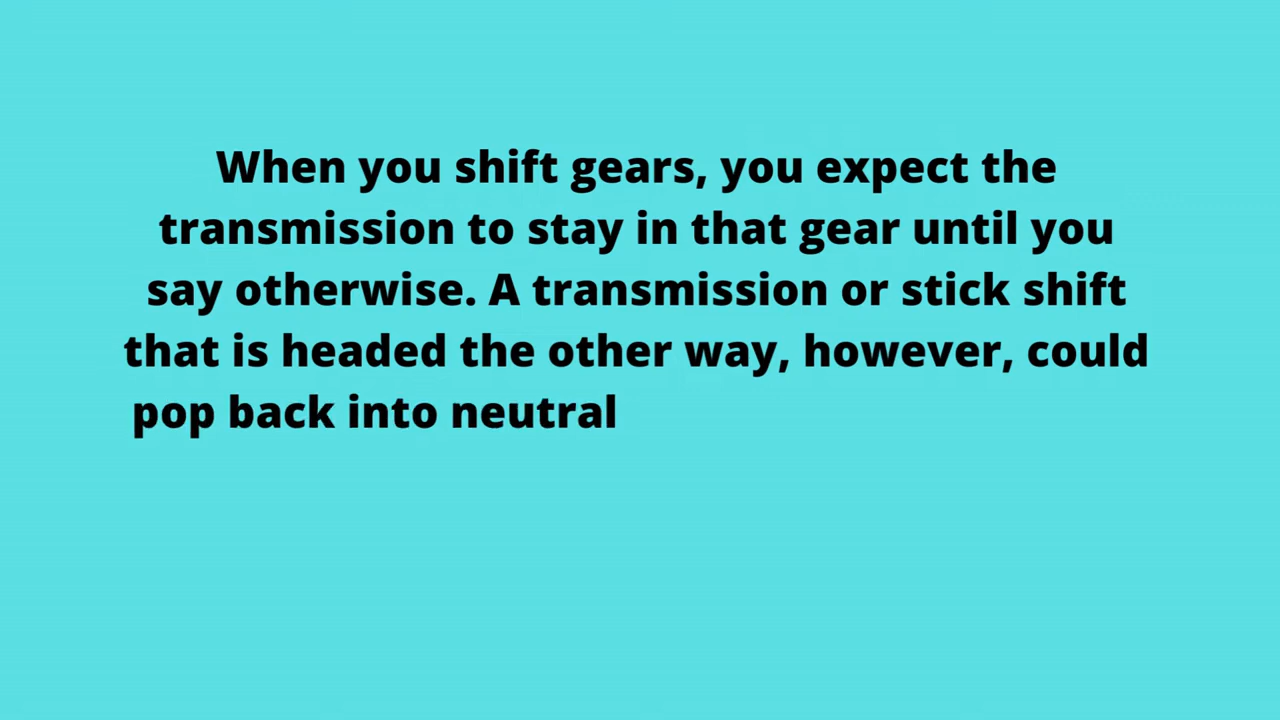 When you shift gears, you expect the
transmission to stay in that gear until you
say otherwise. A transmission or stick shift
that is headed the other way, however, could
pop back into neutral